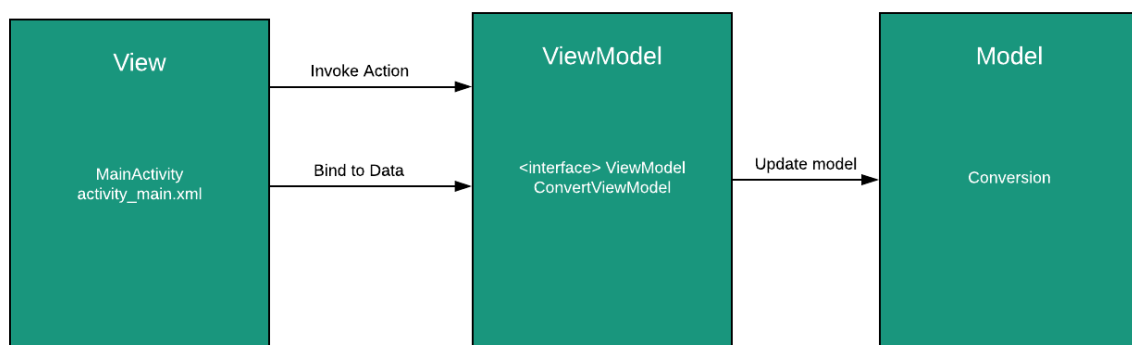 View
MainActivity
activity_main.xml
Invoke Action
Bind to Data
ViewModel
<interface> ViewModel
ConvertViewModel
Update model
Model
Conversion